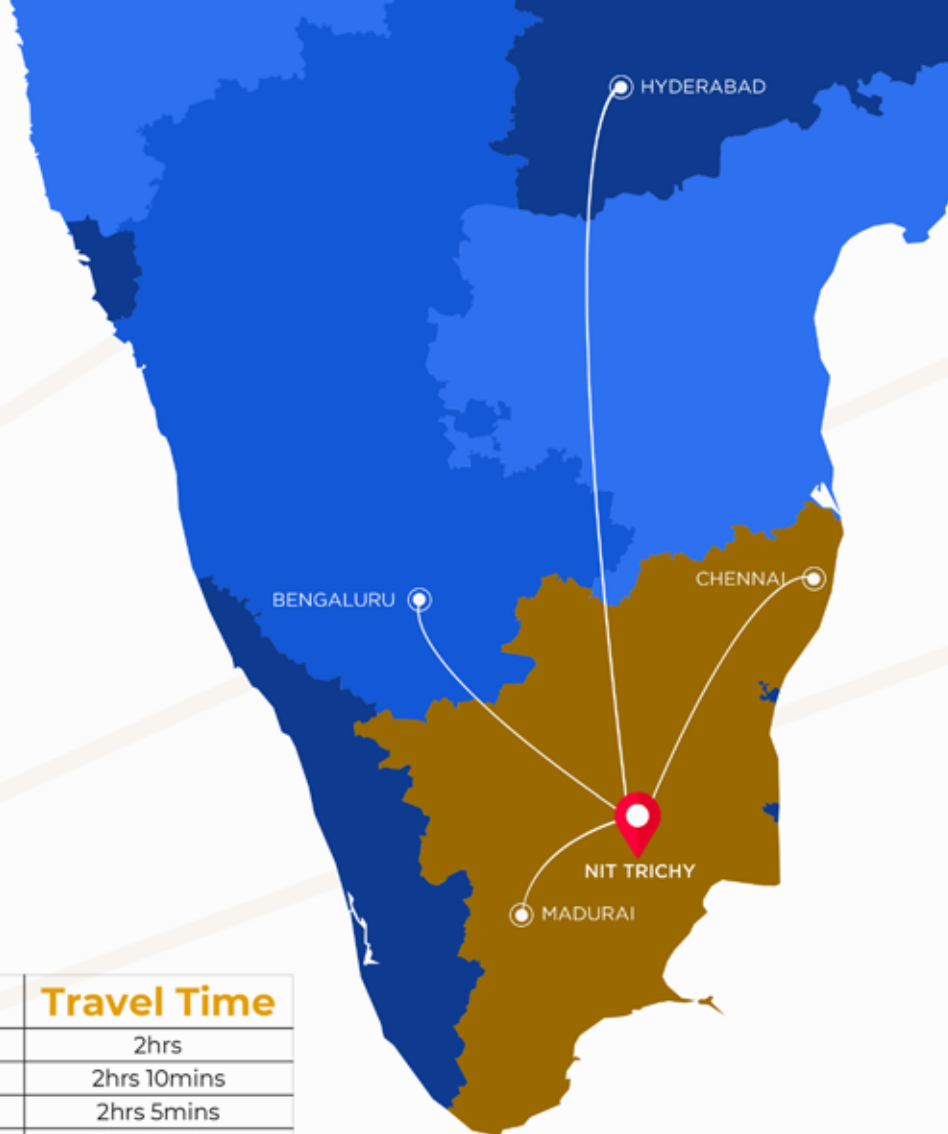 HYDERABAD
CHENNAI
BENGALURU
NIT TRICHY
MADURAI
Travel Time
2hrs
2hrs 10mins
2hrs 5mins